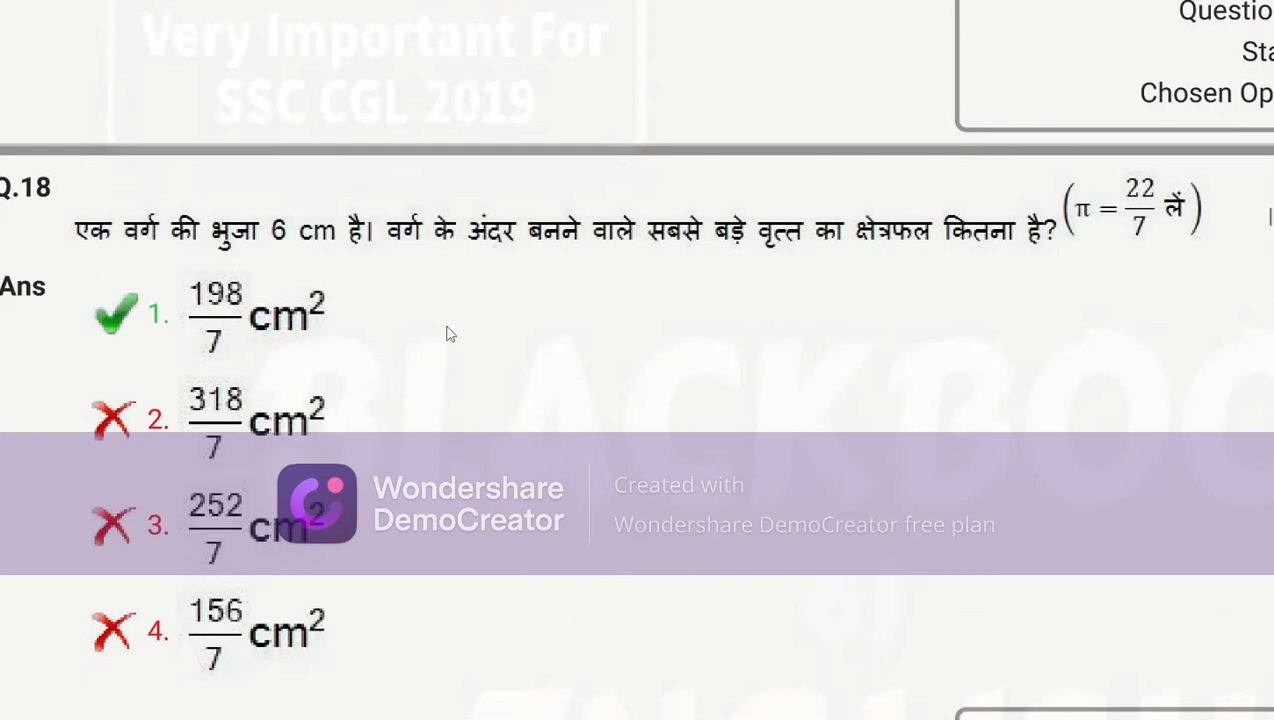 Very Important For
SSC CGL 2019
Questio
Sta
Chosen Op
Q.18
एक वर्ग की भुजा 6 cm है। वर्ग के अंदर बनने वाले सबसे बड़े वृत्त का क्षेत्रफल कितना है? (π = 22/7 लें)
Ans
1. 198/7 cm²
2. 318/7 cm²
3. 252/7 cm²
4. 156/7 cm²
Wondershare
DemoCreator
Created with
Wondershare DemoCreator free plan
BLACKBOO